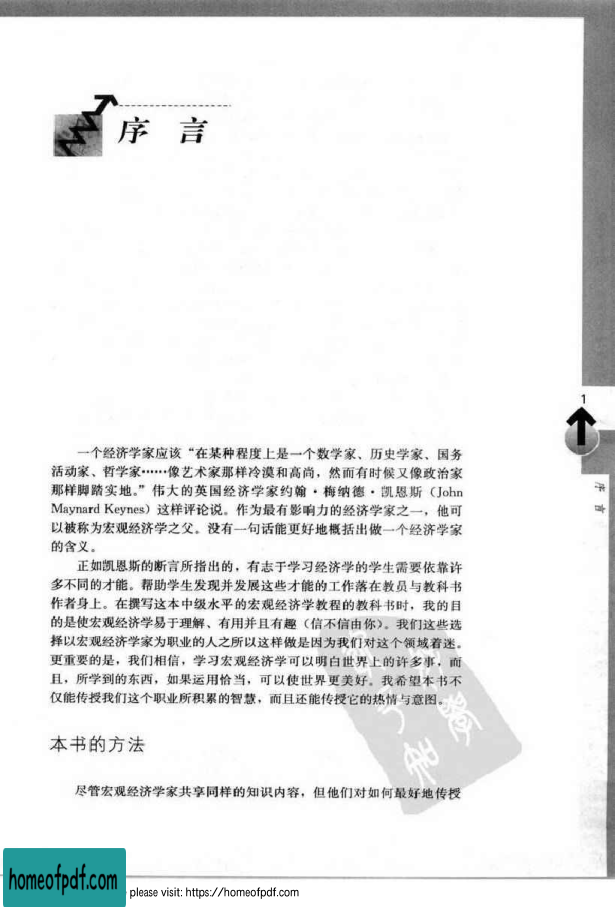 序 言
一个经济学家应该“在某种程度上是一个数学家、历史学家、国务
活动家、哲学家……像艺术家那样冷漠和高尚，然而有时候又像政治家
那样脚踏实地。”伟大的英国经济学家约翰·梅纳德·凯恩斯（John
Maynard Keynes）这样评论说。作为最有影响力的经济学家之一，他可
以被称为宏观经济学之父。没有一句话能更好地概括出做一个经济学家
的含义。
正如凯恩斯的断言所指出的，有志于学习经济学的学生需要依靠许
多不同的才能。帮助学生发现并发展这些才能的工作落在教员与教科书
作者身上。在撰写这本中级水平的宏观经济学教程的教科书时，我的目
的是使宏观经济学易于理解、有用并且有趣（信不信由你）。我们这些选
择以宏观经济学家为职业的人之所以这样做是因为我们对这个领域着迷。
更重要的是，我们相信，学习宏观经济学可以明白世界上的许多事，而
且，所学到的东西，如果运用恰当，可以使世界更美好。我希望本书不
仅能传授我们这个职业所积累的智慧，而且还能传授它的热情与意图。
本书的方法
尽管宏观经济学家共享同样的知识内容，但他们对如何最好地传授
1
序言
homeofpdf.com
please visit: https://homeofpdf.com